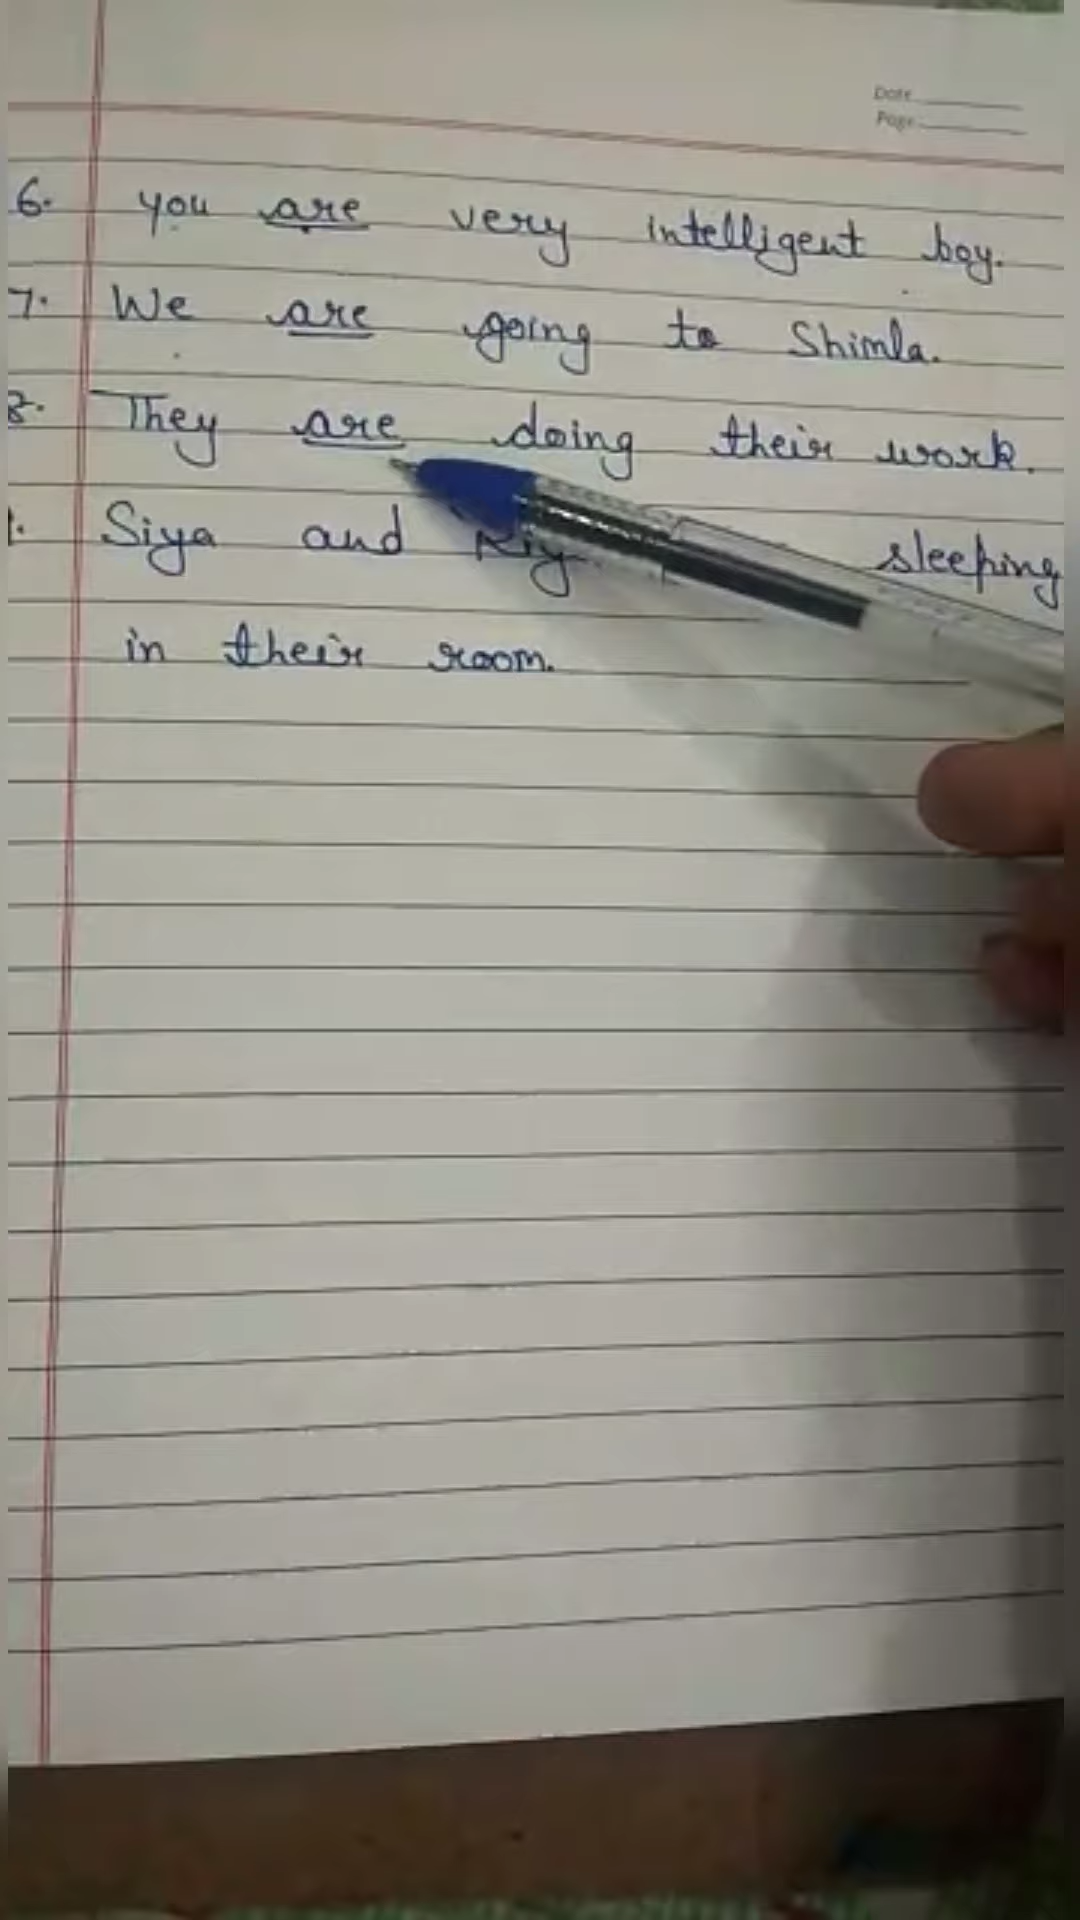 Date
Page
6. you are very intelligent boy.
7. We are going to Shimla.
8. They are doing their work.
Siya and sleeping
in their room.